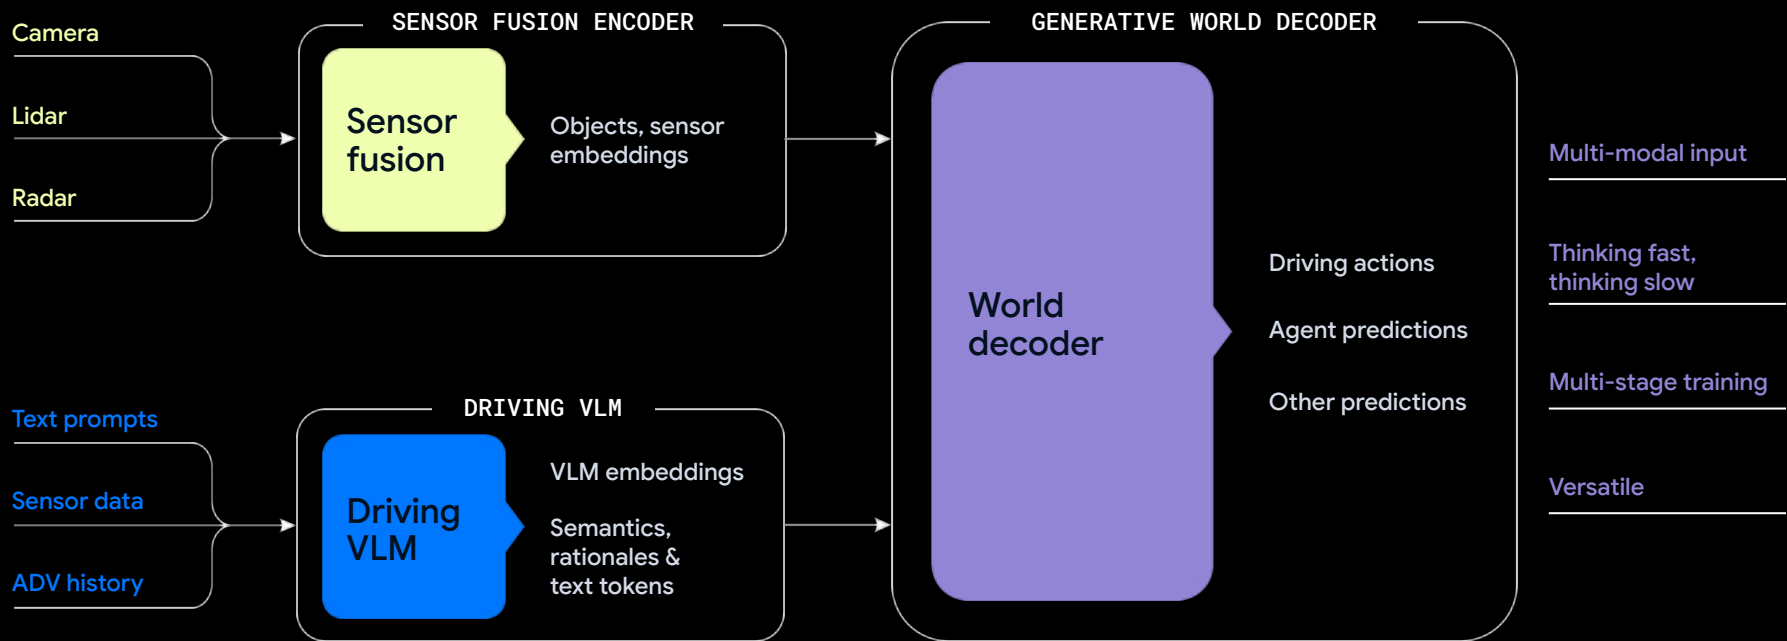 SENSOR FUSION ENCODER
GENERATIVE WORLD DECODER
Camera
Lidar
Radar
Sensor
fusion
Objects, sensor
embeddings
DRIVING VLM
Text prompts
Sensor data
ADV history
Driving
VLM
VLM embeddings
Semantics,
rationales &
text tokens
World
decoder
Driving actions
Agent predictions
Other predictions
Multi-modal input
Thinking fast,
thinking slow
Multi-stage training
Versatile